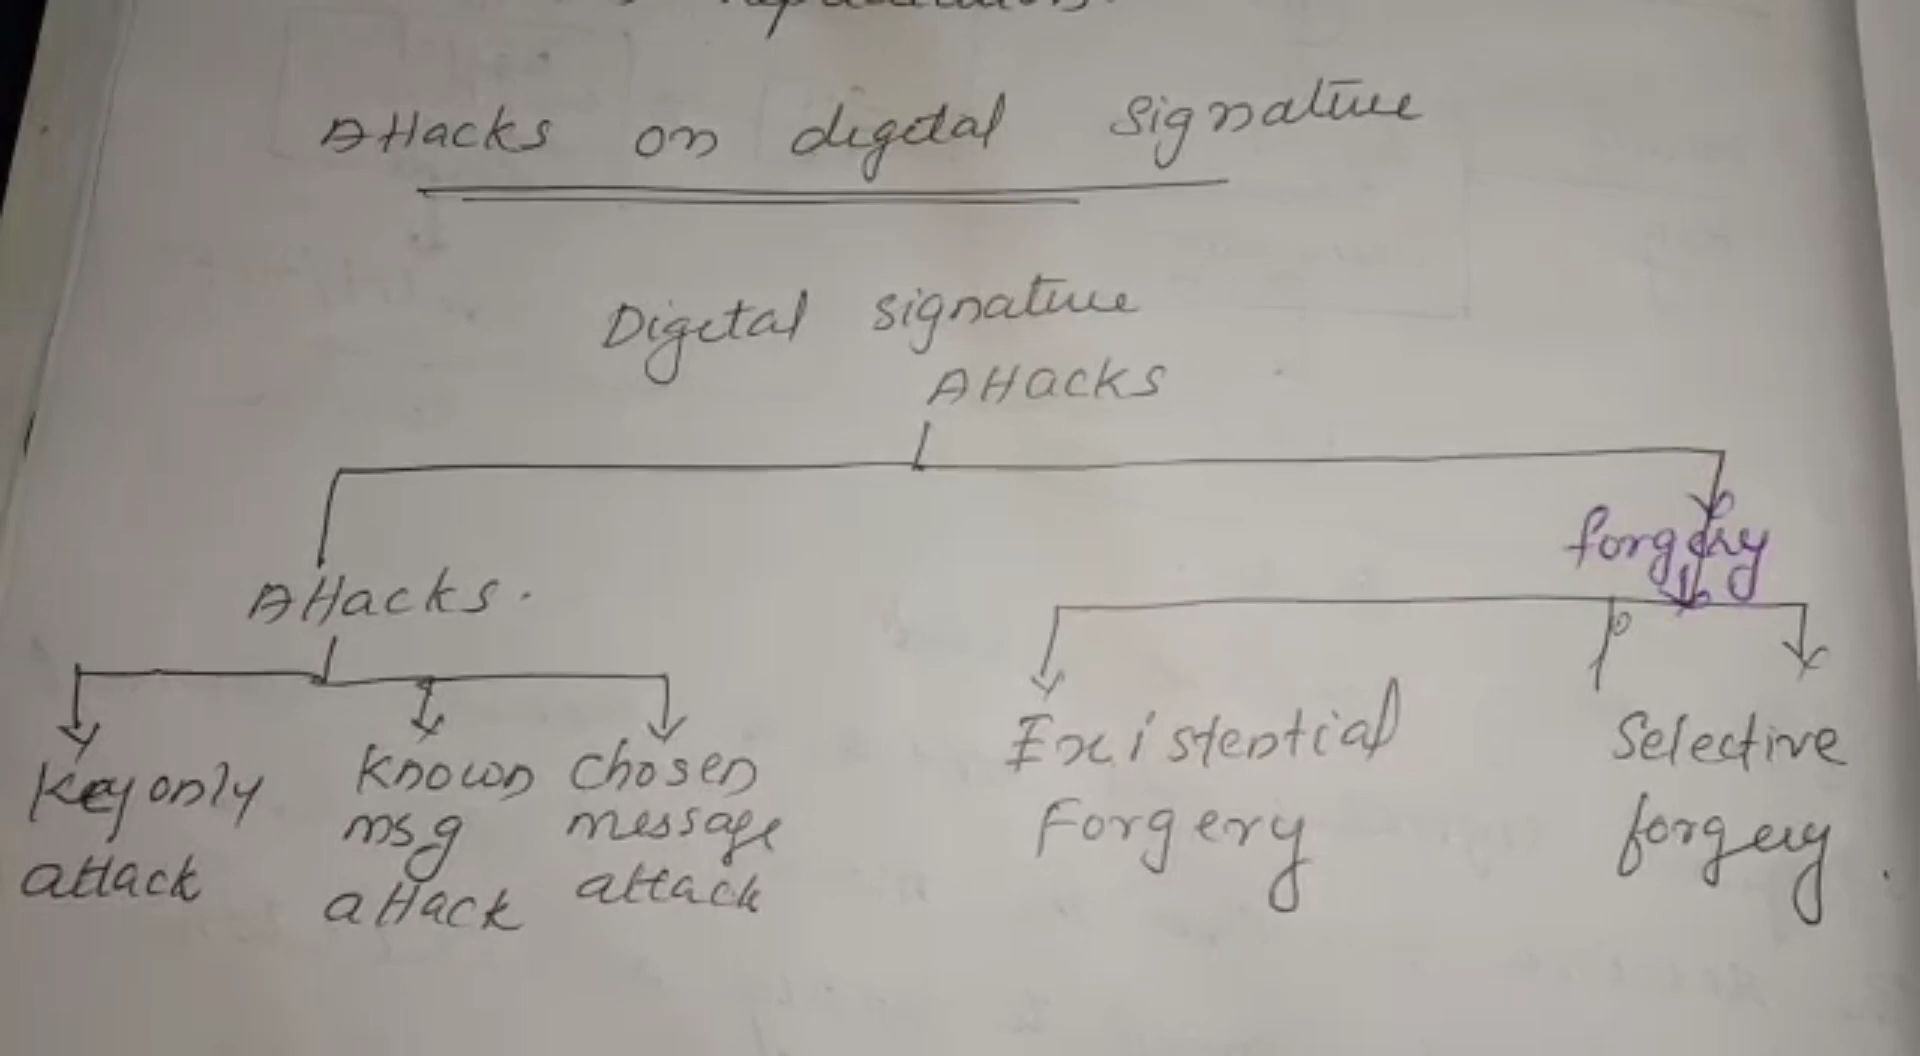 Attacks on digital signature
Digital signature
Attacks
forgery
Attacks.
Key only
attack
Known
msg
attack
chosen
message
attack
Existential
Forgery
Selective
forgery